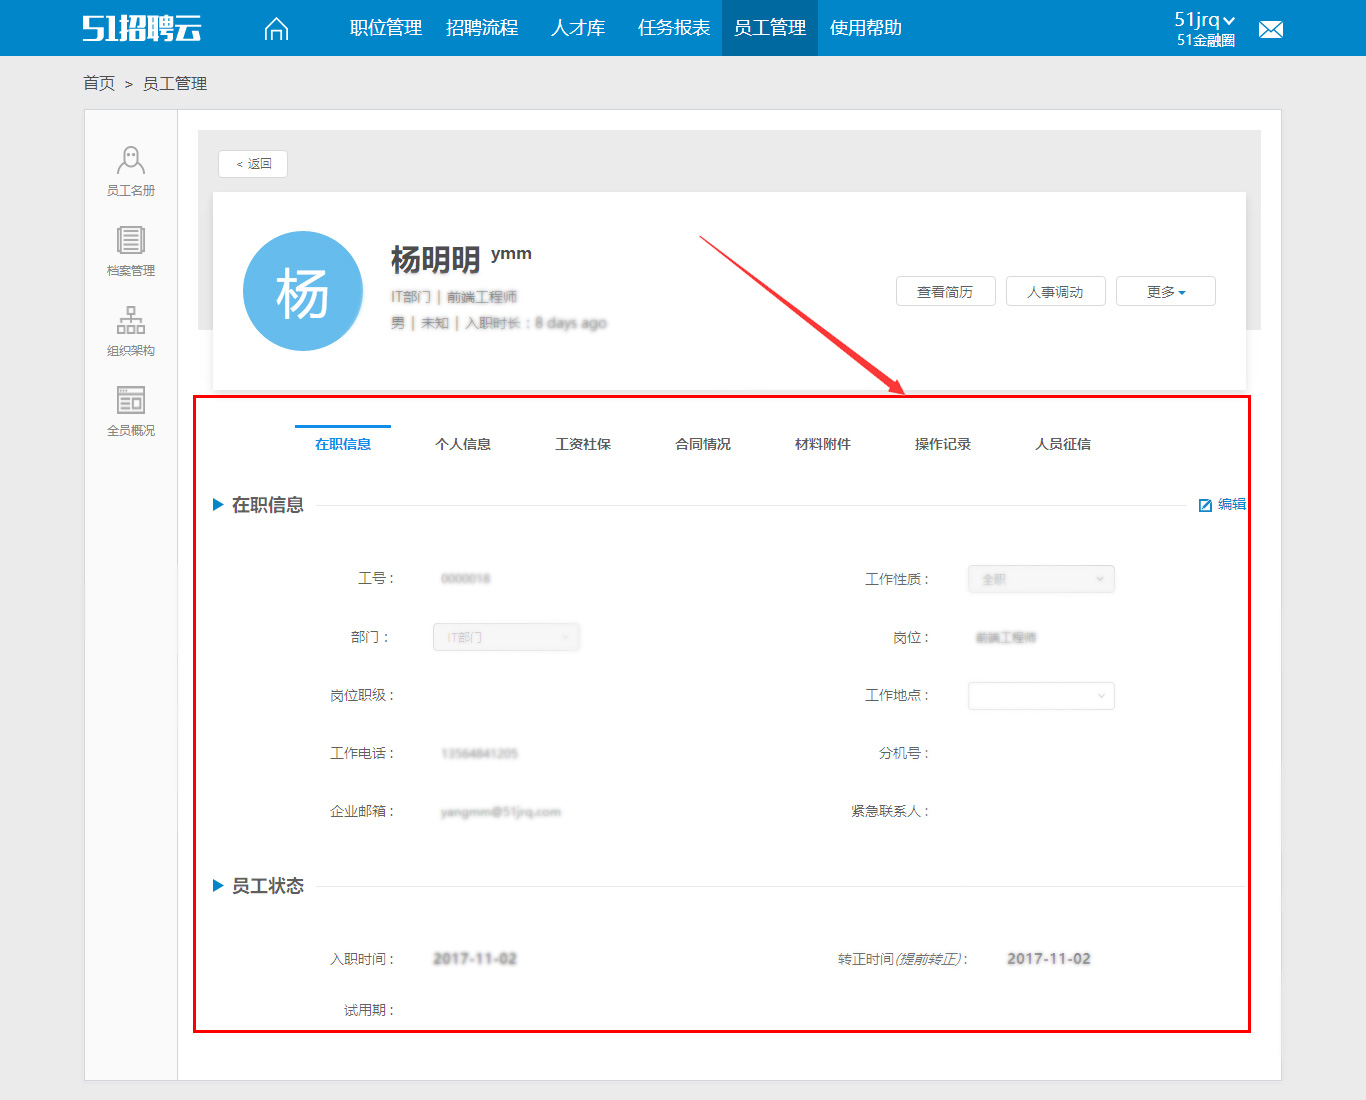 51招聘云
职位管理 招聘流程 人才库 任务报表 员工管理 使用帮助
51jrq
51金融圈
首页 > 员工管理
员工名册
档案管理
组织架构
全员概况
< 返回
杨
杨明明 ymm
IT部门 | 前端工程师
男 | 未知 | 入职时长：8 days ago
查看简历 人事调动 更多
在职信息 个人信息 工资社保 合同情况 材料附件 操作记录 人员征信
在职信息 编辑
工号： 0000018 工作性质： 全职
部门： IT部门 岗位： 前端工程师
岗位职级： 工作地点：
工作电话： 13564841205 分机号：
企业邮箱： yangmm@51jrq.com 紧急联系人：
员工状态
入职时间： 2017-11-02 转正时间(提前转正)： 2017-11-02
试用期：